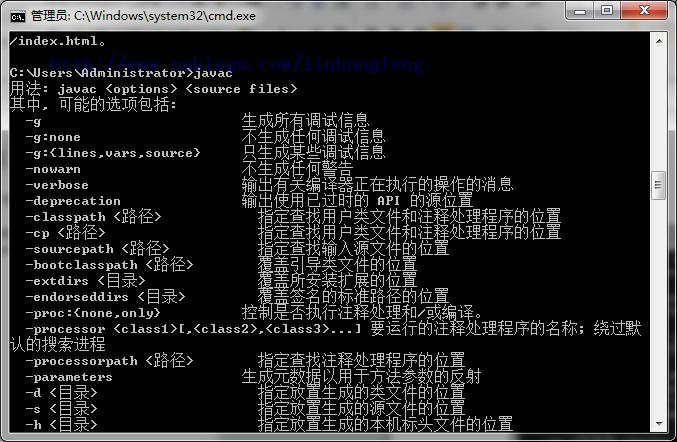 管理员: C:\Windows\system32\cmd.exe
/index.html。
http://www.cnblogs.com/liuhongfeng
C:\Users\Administrator>javac
用法: javac <options> <source files>
其中, 可能的选项包括:
-g 生成所有调试信息
-g:none 不生成任何调试信息
-g:{lines,vars,source} 只生成某些调试信息
-nowarn 不生成任何警告
-verbose 输出有关编译器正在执行的操作的消息
-deprecation 输出使用已过时的 API 的源位置
-classpath <路径> 指定查找用户类文件和注释处理程序的位置
-cp <路径> 指定查找用户类文件和注释处理程序的位置
-sourcepath <路径> 指定查找输入源文件的位置
-bootclasspath <路径> 覆盖引导类文件的位置
-extdirs <目录> 覆盖所安装扩展的位置
-endorseddirs <目录> 覆盖签名的标准路径的位置
-proc:{none,only} 控制是否执行注释处理和/或编译。
-processor <class1>[,<class2>,<class3>...] 要运行的注释处理程序的名称; 绕过默
认的搜索进程
-processorpath <路径> 指定查找注释处理程序的位置
-parameters 生成元数据以用于方法参数的反射
-d <目录> 指定放置生成的类文件的位置
-s <目录> 指定放置生成的源文件的位置
-h <目录> 指定放置生成的本机标头文件的位置